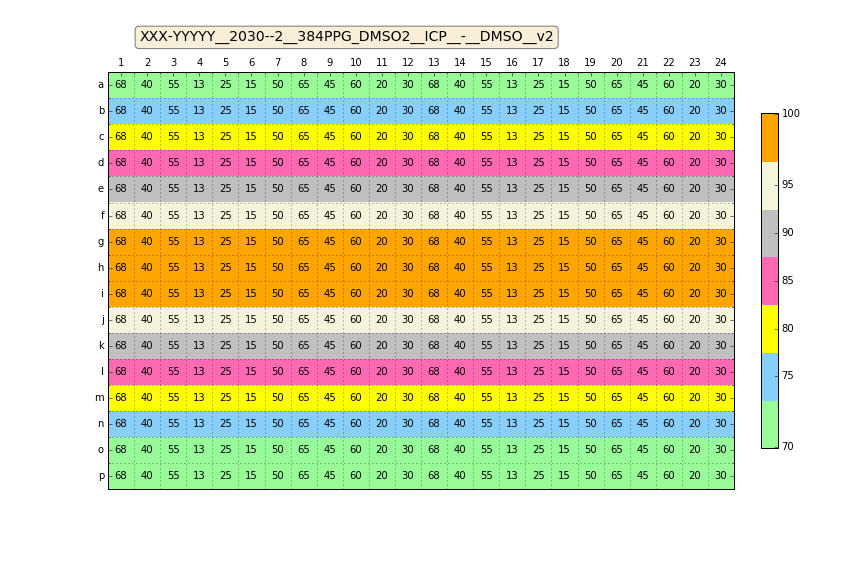 XXX-YYYYY__2030--2__384PPG_DMSO2__ICP__-__DMSO__v2
1 2 3 4 5 6 7 8 9 10 11 12 13 14 15 16 17 18 19 20 21 22 23 24
a 68 40 55 13 25 15 50 65 45 60 20 30 68 40 55 13 25 15 50 65 45 60 20 30
b 68 40 55 13 25 15 50 65 45 60 20 30 68 40 55 13 25 15 50 65 45 60 20 30
c 68 40 55 13 25 15 50 65 45 60 20 30 68 40 55 13 25 15 50 65 45 60 20 30
d 68 40 55 13 25 15 50 65 45 60 20 30 68 40 55 13 25 15 50 65 45 60 20 30
e 68 40 55 13 25 15 50 65 45 60 20 30 68 40 55 13 25 15 50 65 45 60 20 30
f 68 40 55 13 25 15 50 65 45 60 20 30 68 40 55 13 25 15 50 65 45 60 20 30
g 68 40 55 13 25 15 50 65 45 60 20 30 68 40 55 13 25 15 50 65 45 60 20 30
h 68 40 55 13 25 15 50 65 45 60 20 30 68 40 55 13 25 15 50 65 45 60 20 30
i 68 40 55 13 25 15 50 65 45 60 20 30 68 40 55 13 25 15 50 65 45 60 20 30
j 68 40 55 13 25 15 50 65 45 60 20 30 68 40 55 13 25 15 50 65 45 60 20 30
k 68 40 55 13 25 15 50 65 45 60 20 30 68 40 55 13 25 15 50 65 45 60 20 30
l 68 40 55 13 25 15 50 65 45 60 20 30 68 40 55 13 25 15 50 65 45 60 20 30
m 68 40 55 13 25 15 50 65 45 60 20 30 68 40 55 13 25 15 50 65 45 60 20 30
n 68 40 55 13 25 15 50 65 45 60 20 30 68 40 55 13 25 15 50 65 45 60 20 30
o 68 40 55 13 25 15 50 65 45 60 20 30 68 40 55 13 25 15 50 65 45 60 20 30
p 68 40 55 13 25 15 50 65 45 60 20 30 68 40 55 13 25 15 50 65 45 60 20 30
100
95
90
85
80
75
70